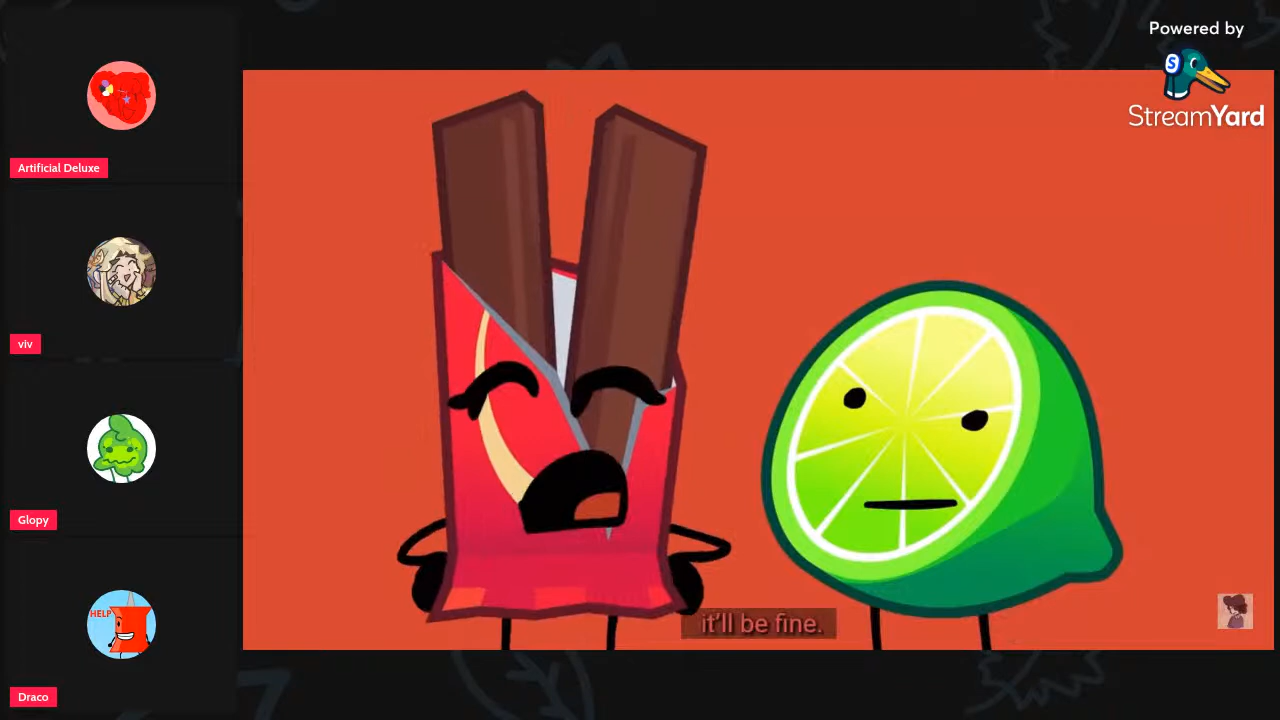 Powered by
S
StreamYard
Artificial Deluxe
viv
Glopy
HELP
Draco
it'll be fine.